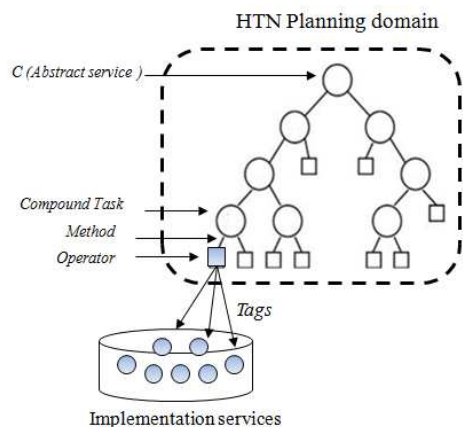 HTN Planning domain
C (Abstract service )
Compound Task
Method
Operator
Tags
Implementation services